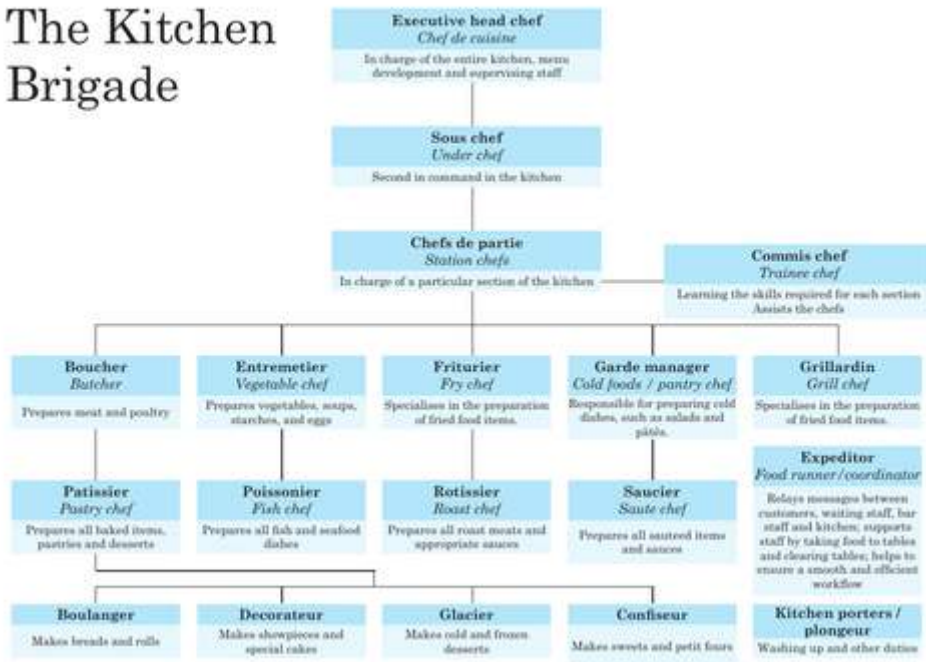 The Kitchen
Brigade
Executive head chef
Chef de cuisine
In charge of the entire kitchen, menu
development and supervising staff
Sous chef
Under chef
Second in command in the kitchen
Chefs de partie
Station chefs
In charge of a particular section of the kitchen
Commis chef
Trainee chef
Learning the skills required for each section
Assists the chefs
Boucher
Butcher
Prepares meat and poultry
Entremetier
Vegetable chef
Prepares vegetables, soups,
starches, and eggs
Friturier
Fry chef
Specialises in the preparation
of fried food items.
Garde manager
Cold foods / pantry chef
Responsible for preparing cold
dishes, such as salads and
pâtés.
Grillardin
Grill chef
Specialises in the preparation
of fried food items.
Patissier
Pastry chef
Prepares all baked items,
pastries and desserts
Poissonier
Fish chef
Prepares all fish and seafood
dishes
Rotissier
Roast chef
Prepares all roast meats and
appropriate sauces
Saucier
Saute chef
Prepares all sauteed items
and sauces
Expeditor
Food runner/coordinator
Relays messages between
customers, waiting staff, bar
staff and kitchen; supports
staff by taking food to tables
and clearing tables; helps to
ensure a smooth and efficient
workflow
Boulanger
Makes breads and rolls
Decorateur
Makes showpieces and
special cakes
Glacier
Makes cold and frozen
desserts
Confiseur
Makes sweets and petit fours
Kitchen porters /
plongeur
Washing up and other duties